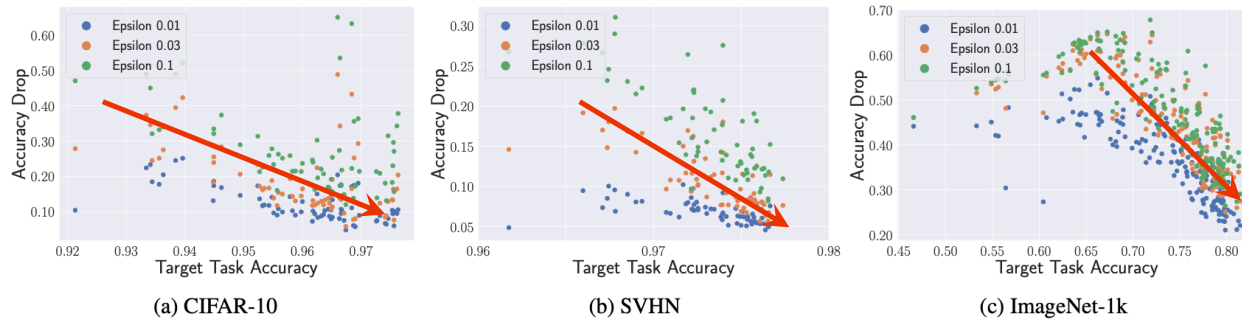 Epsilon 0.01
Epsilon 0.03
Epsilon 0.1
Accuracy Drop
0.60
0.50
0.40
0.30
0.20
0.10
0.92
0.93
0.94
0.95
0.96
0.97
Target Task Accuracy
(a) CIFAR-10
Epsilon 0.01
Epsilon 0.03
Epsilon 0.1
Accuracy Drop
0.30
0.25
0.20
0.15
0.10
0.05
0.96
0.97
0.98
Target Task Accuracy
(b) SVHN
Epsilon 0.01
Epsilon 0.03
Epsilon 0.1
Accuracy Drop
0.70
0.60
0.50
0.40
0.30
0.20
0.45
0.50
0.55
0.60
0.65
0.70
0.75
0.80
Target Task Accuracy
(c) ImageNet-1k